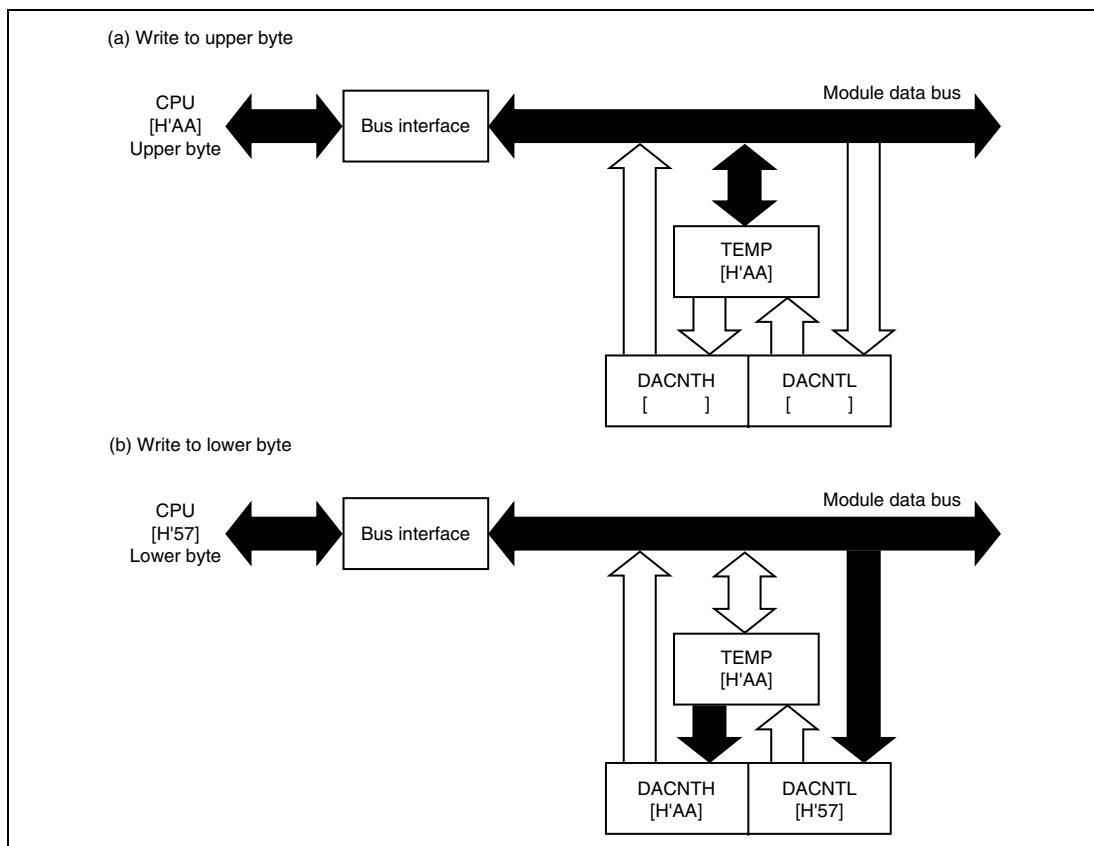 (a) Write to upper byte
CPU
[H'AA]
Upper byte
Bus interface
Module data bus
TEMP
[H'AA]
DACNTH
[ ]
DACNTL
[ ]
(b) Write to lower byte
CPU
[H'57]
Lower byte
Bus interface
Module data bus
TEMP
[H'AA]
DACNTH
[H'AA]
DACNTL
[H'57]